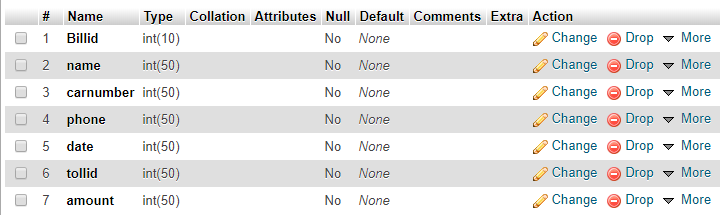 # Name Type Collation Attributes Null Default Comments Extra Action
1 Billid int(10) No None Change Drop More
2 name int(50) No None Change Drop More
3 carnumber int(50) No None Change Drop More
4 phone int(50) No None Change Drop More
5 date int(50) No None Change Drop More
6 tollid int(50) No None Change Drop More
7 amount int(50) No None Change Drop More